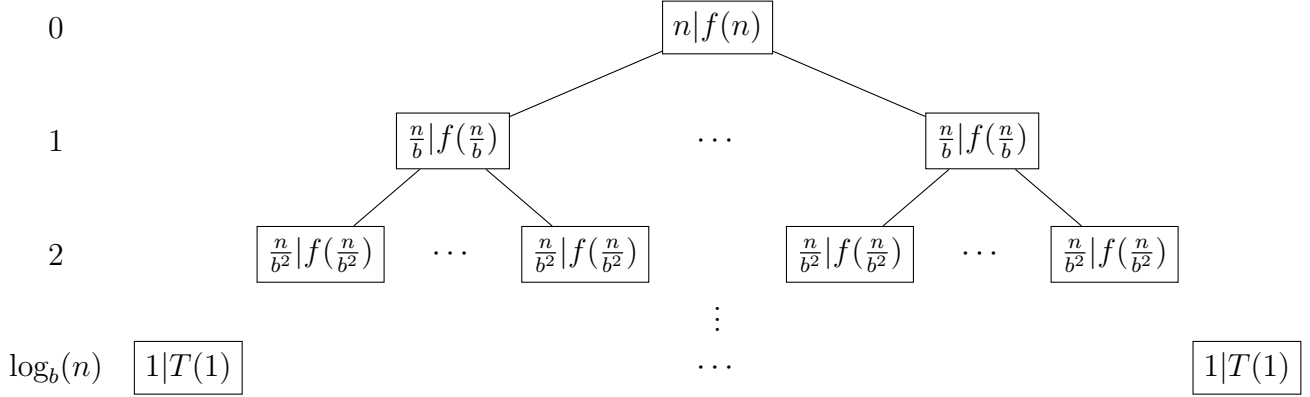 0 n|f(n)
1 n/b|f(n/b) ⋯ n/b|f(n/b)
2 n/b²|f(n/b²) ⋯ n/b²|f(n/b²) n/b²|f(n/b²) ⋯ n/b²|f(n/b²)
⋮
log_b(n) 1|T(1) ⋯ 1|T(1)